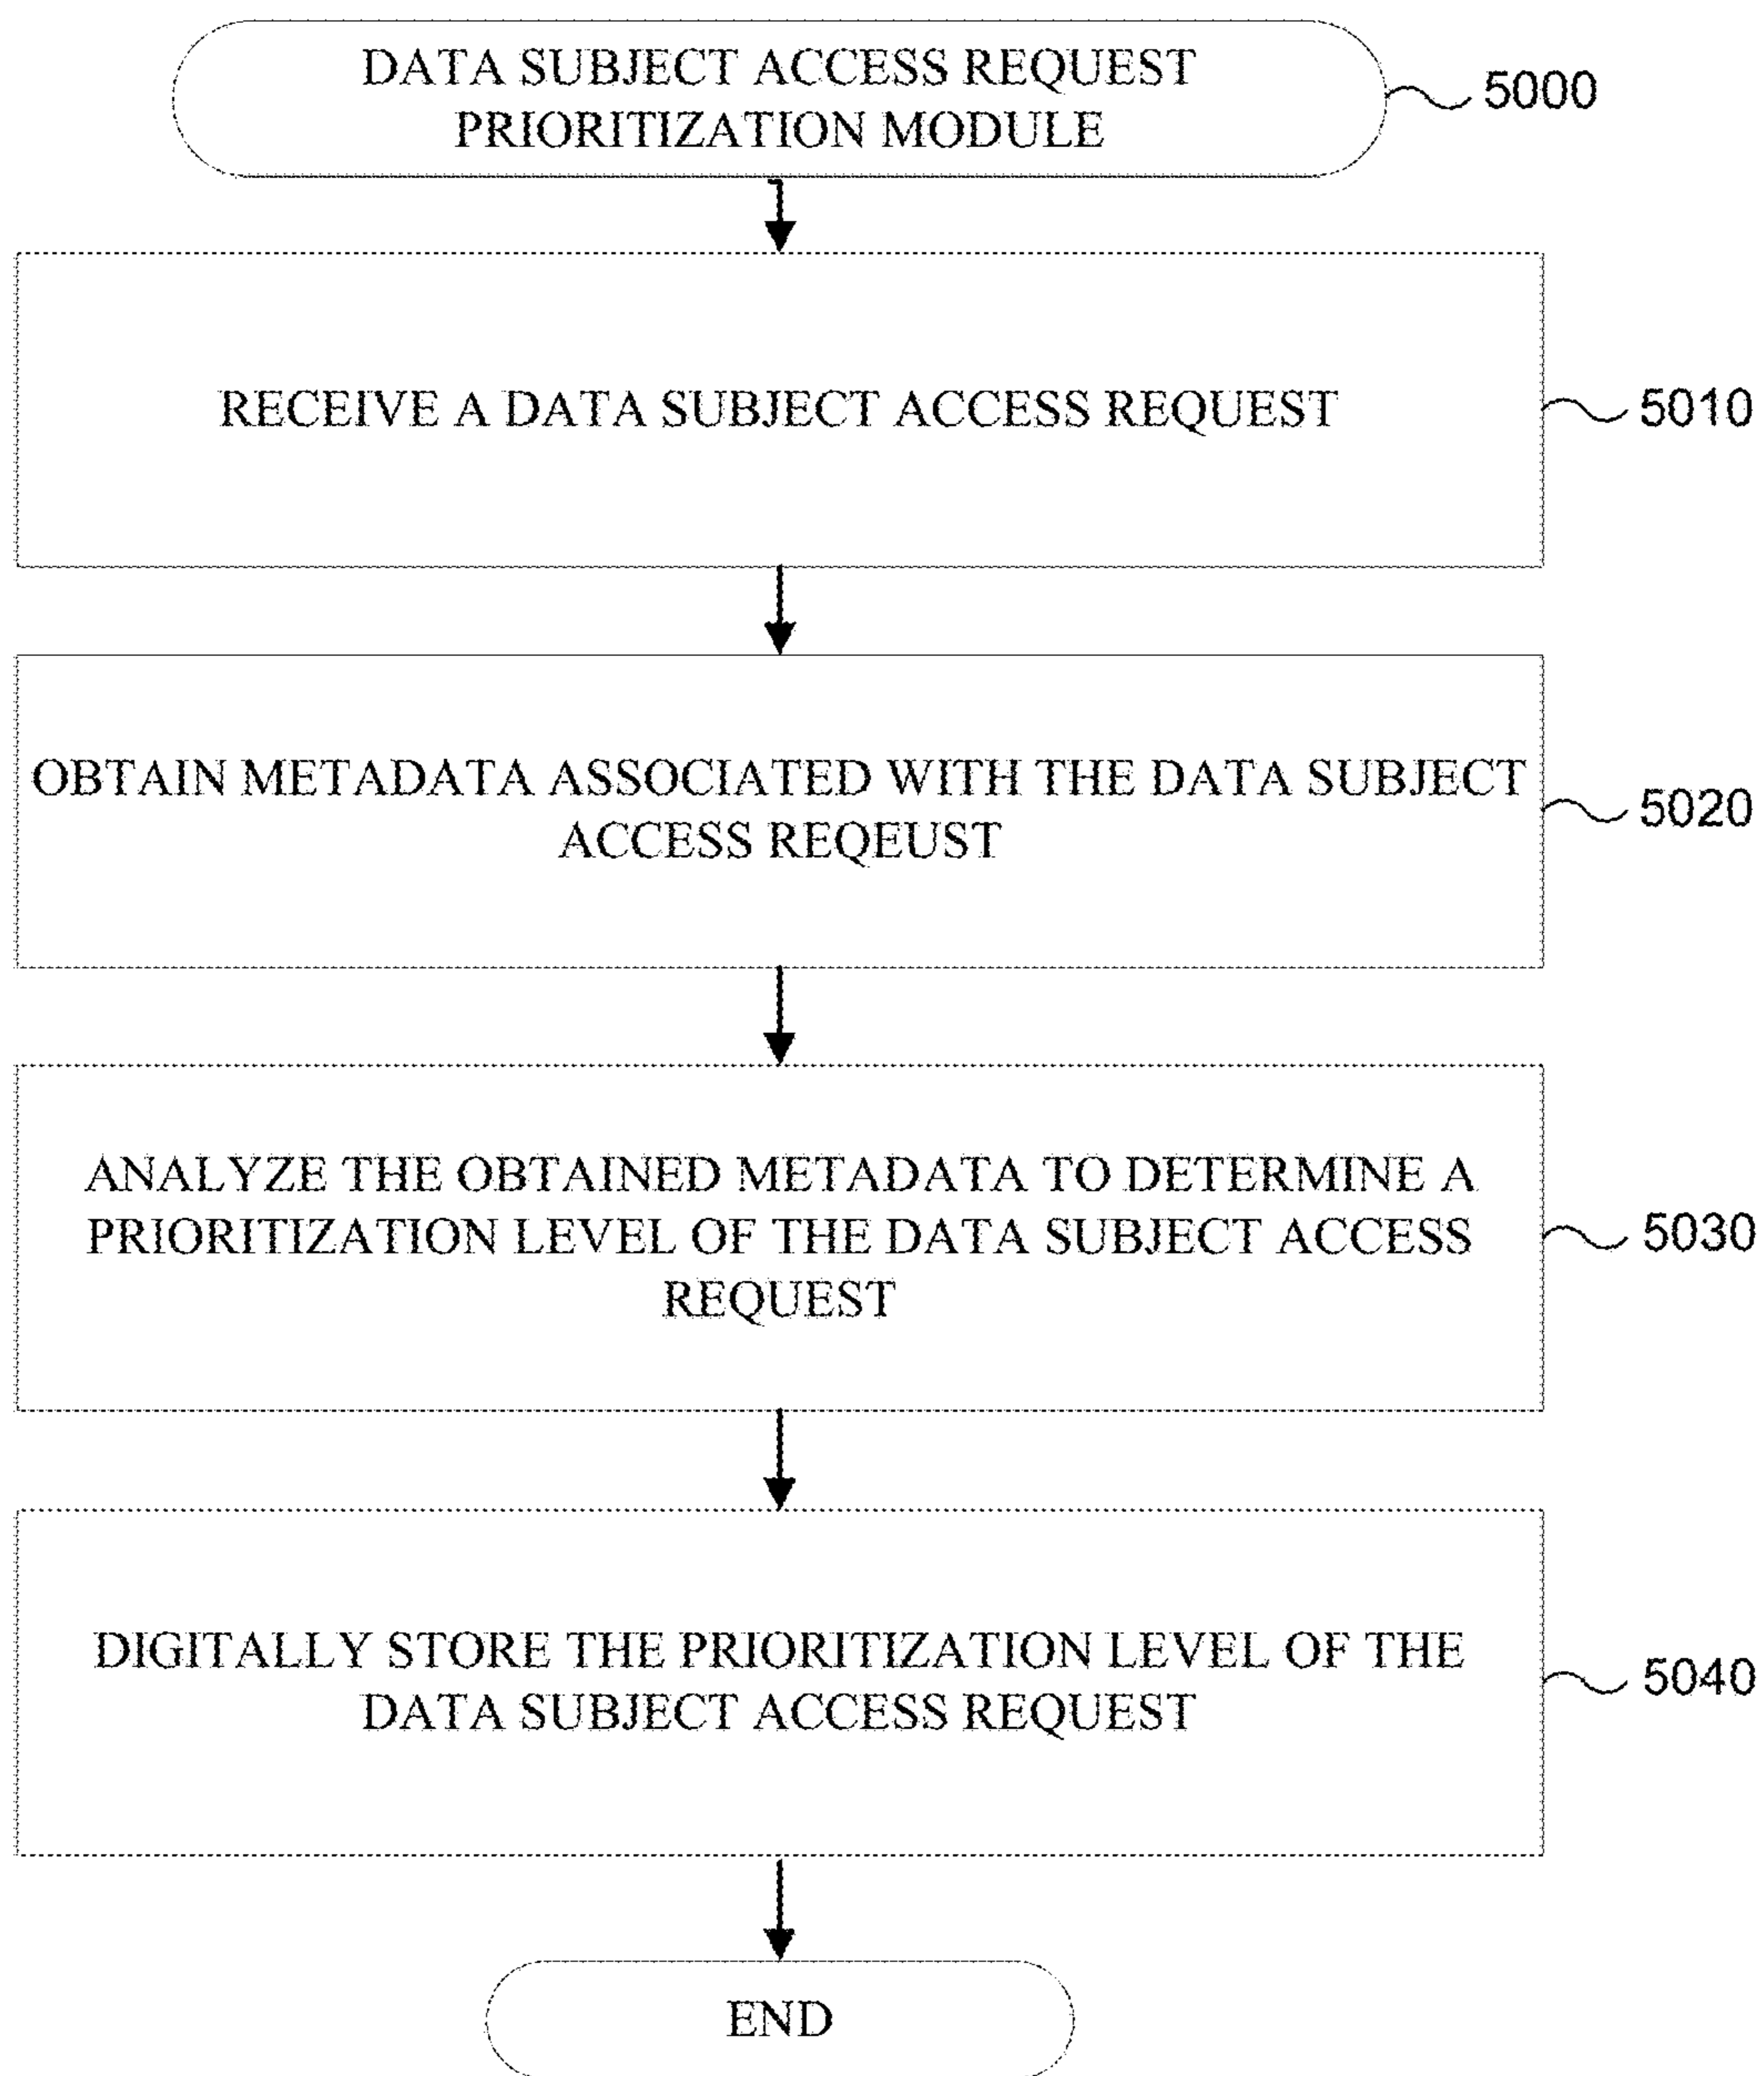 DATA SUBJECT ACCESS REQUEST
PRIORITIZATION MODULE
5000
RECEIVE A DATA SUBJECT ACCESS REQUEST
5010
OBTAIN METADATA ASSOCIATED WITH THE DATA SUBJECT
ACCESS REQEUST
5020
ANALYZE THE OBTAINED METADATA TO DETERMINE A
PRIORITIZATION LEVEL OF THE DATA SUBJECT ACCESS
REQUEST
5030
DIGITALLY STORE THE PRIORITIZATION LEVEL OF THE
DATA SUBJECT ACCESS REQUEST
5040
END